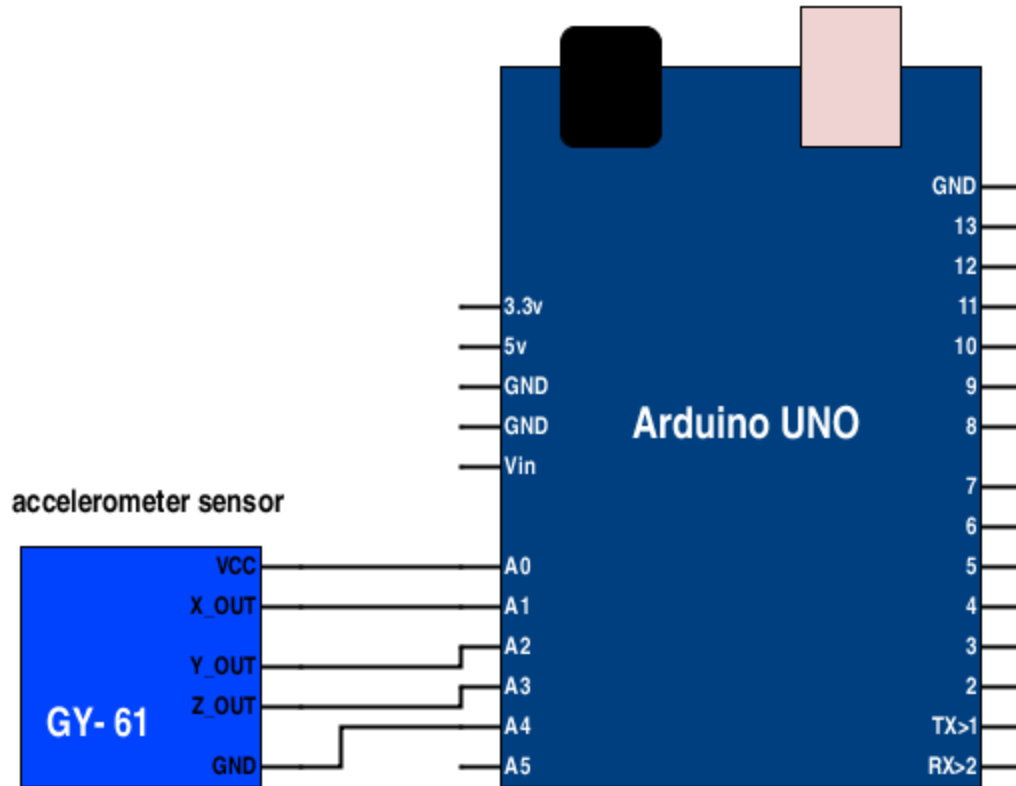 GND
13
12
3.3v
11
5v
10
GND
9
GND
8
Arduino UNO
Vin
7
accelerometer sensor
6
VCC
A0
5
X_OUT
A1
4
A2
3
Y_OUT
A3
2
Z_OUT
GY- 61
A4
TX>1
GND
A5
RX>2